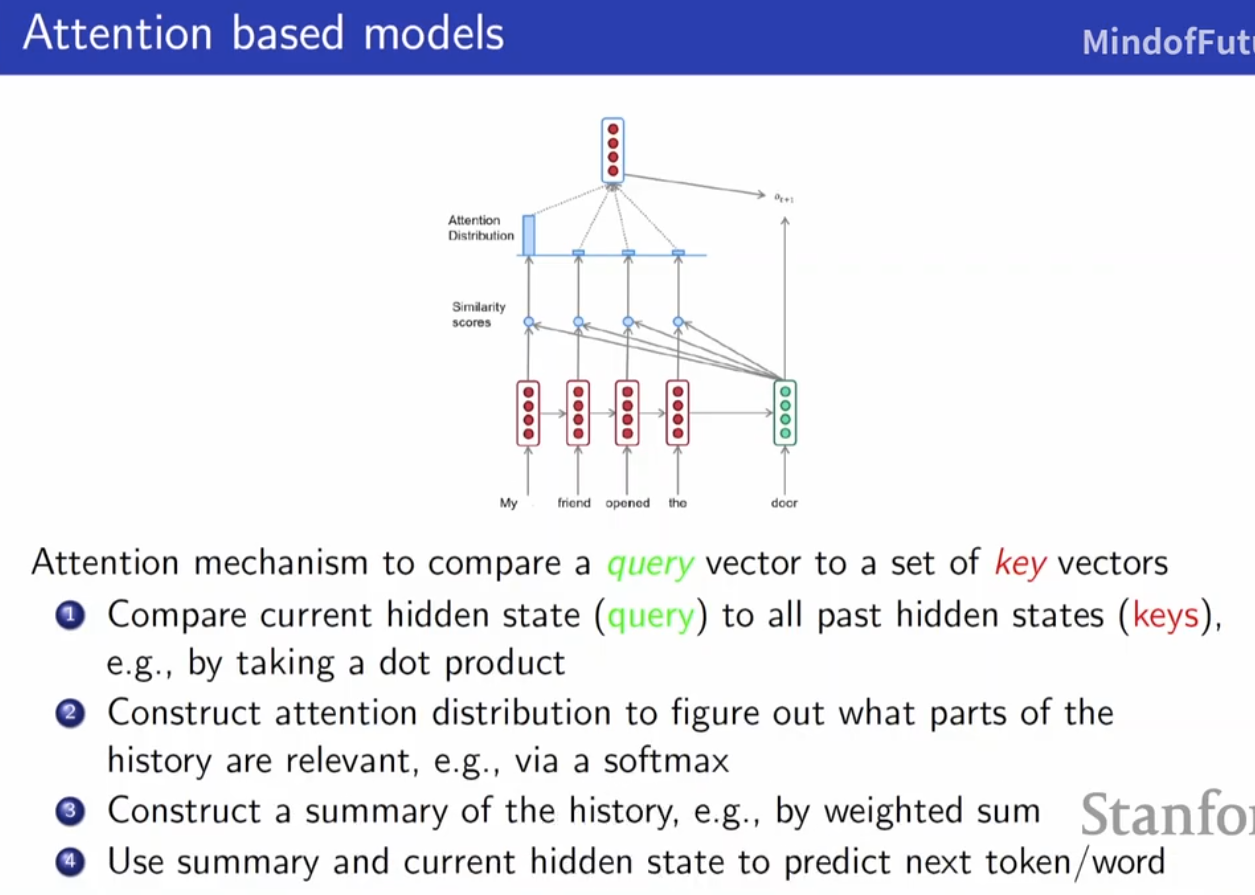 Attention based models
MindofFutu
Attention
Distribution
Similarity
scores
My friend opened the door
Attention mechanism to compare a query vector to a set of key vectors
1 Compare current hidden state (query) to all past hidden states (keys),
e.g., by taking a dot product
2 Construct attention distribution to figure out what parts of the
history are relevant, e.g., via a softmax
3 Construct a summary of the history, e.g., by weighted sum
Stanfor
4 Use summary and current hidden state to predict next token/word